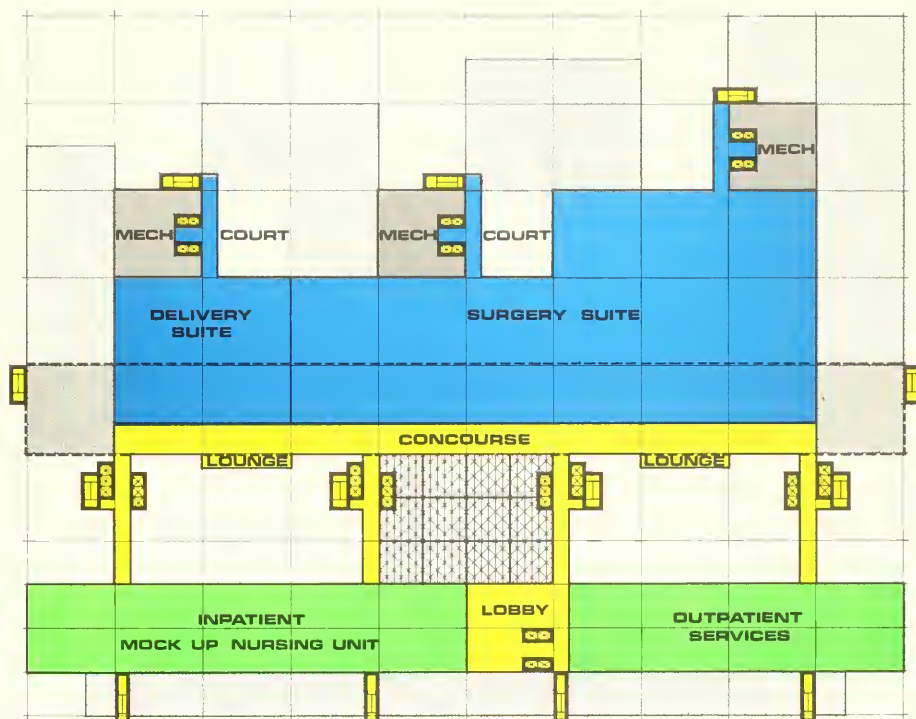 MECH
MECH
COURT
MECH
COURT
DELIVERY
SUITE
SURGERY SUITE
CONCOURSE
LOUNGE
LOUNGE
INPATIENT
MOCK UP NURSING UNIT
LOBBY
OUTPATIENT
SERVICES